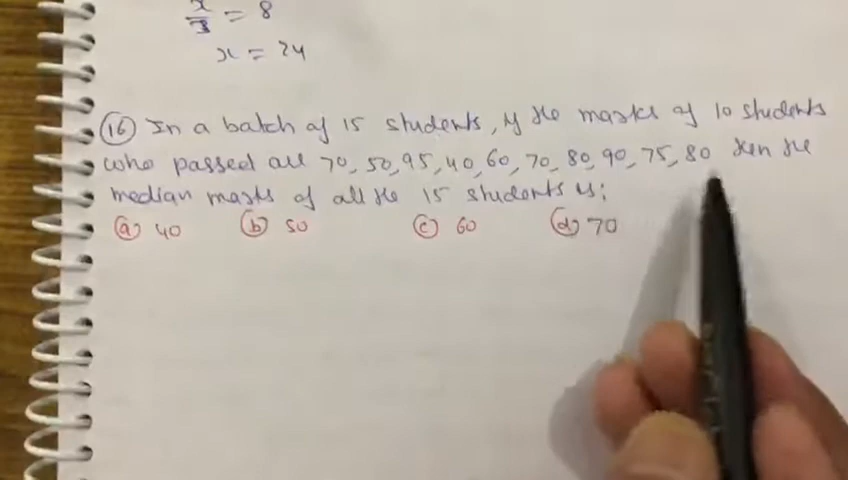 x/3 = 8
x = 24
(16) In a batch of 15 students, if the marks of 10 students
who passed are 70, 50, 95, 40, 60, 70, 80, 90, 75, 80 then the
median marks of all the 15 students is:
(a) 40 (b) 50 (c) 60 (d) 70